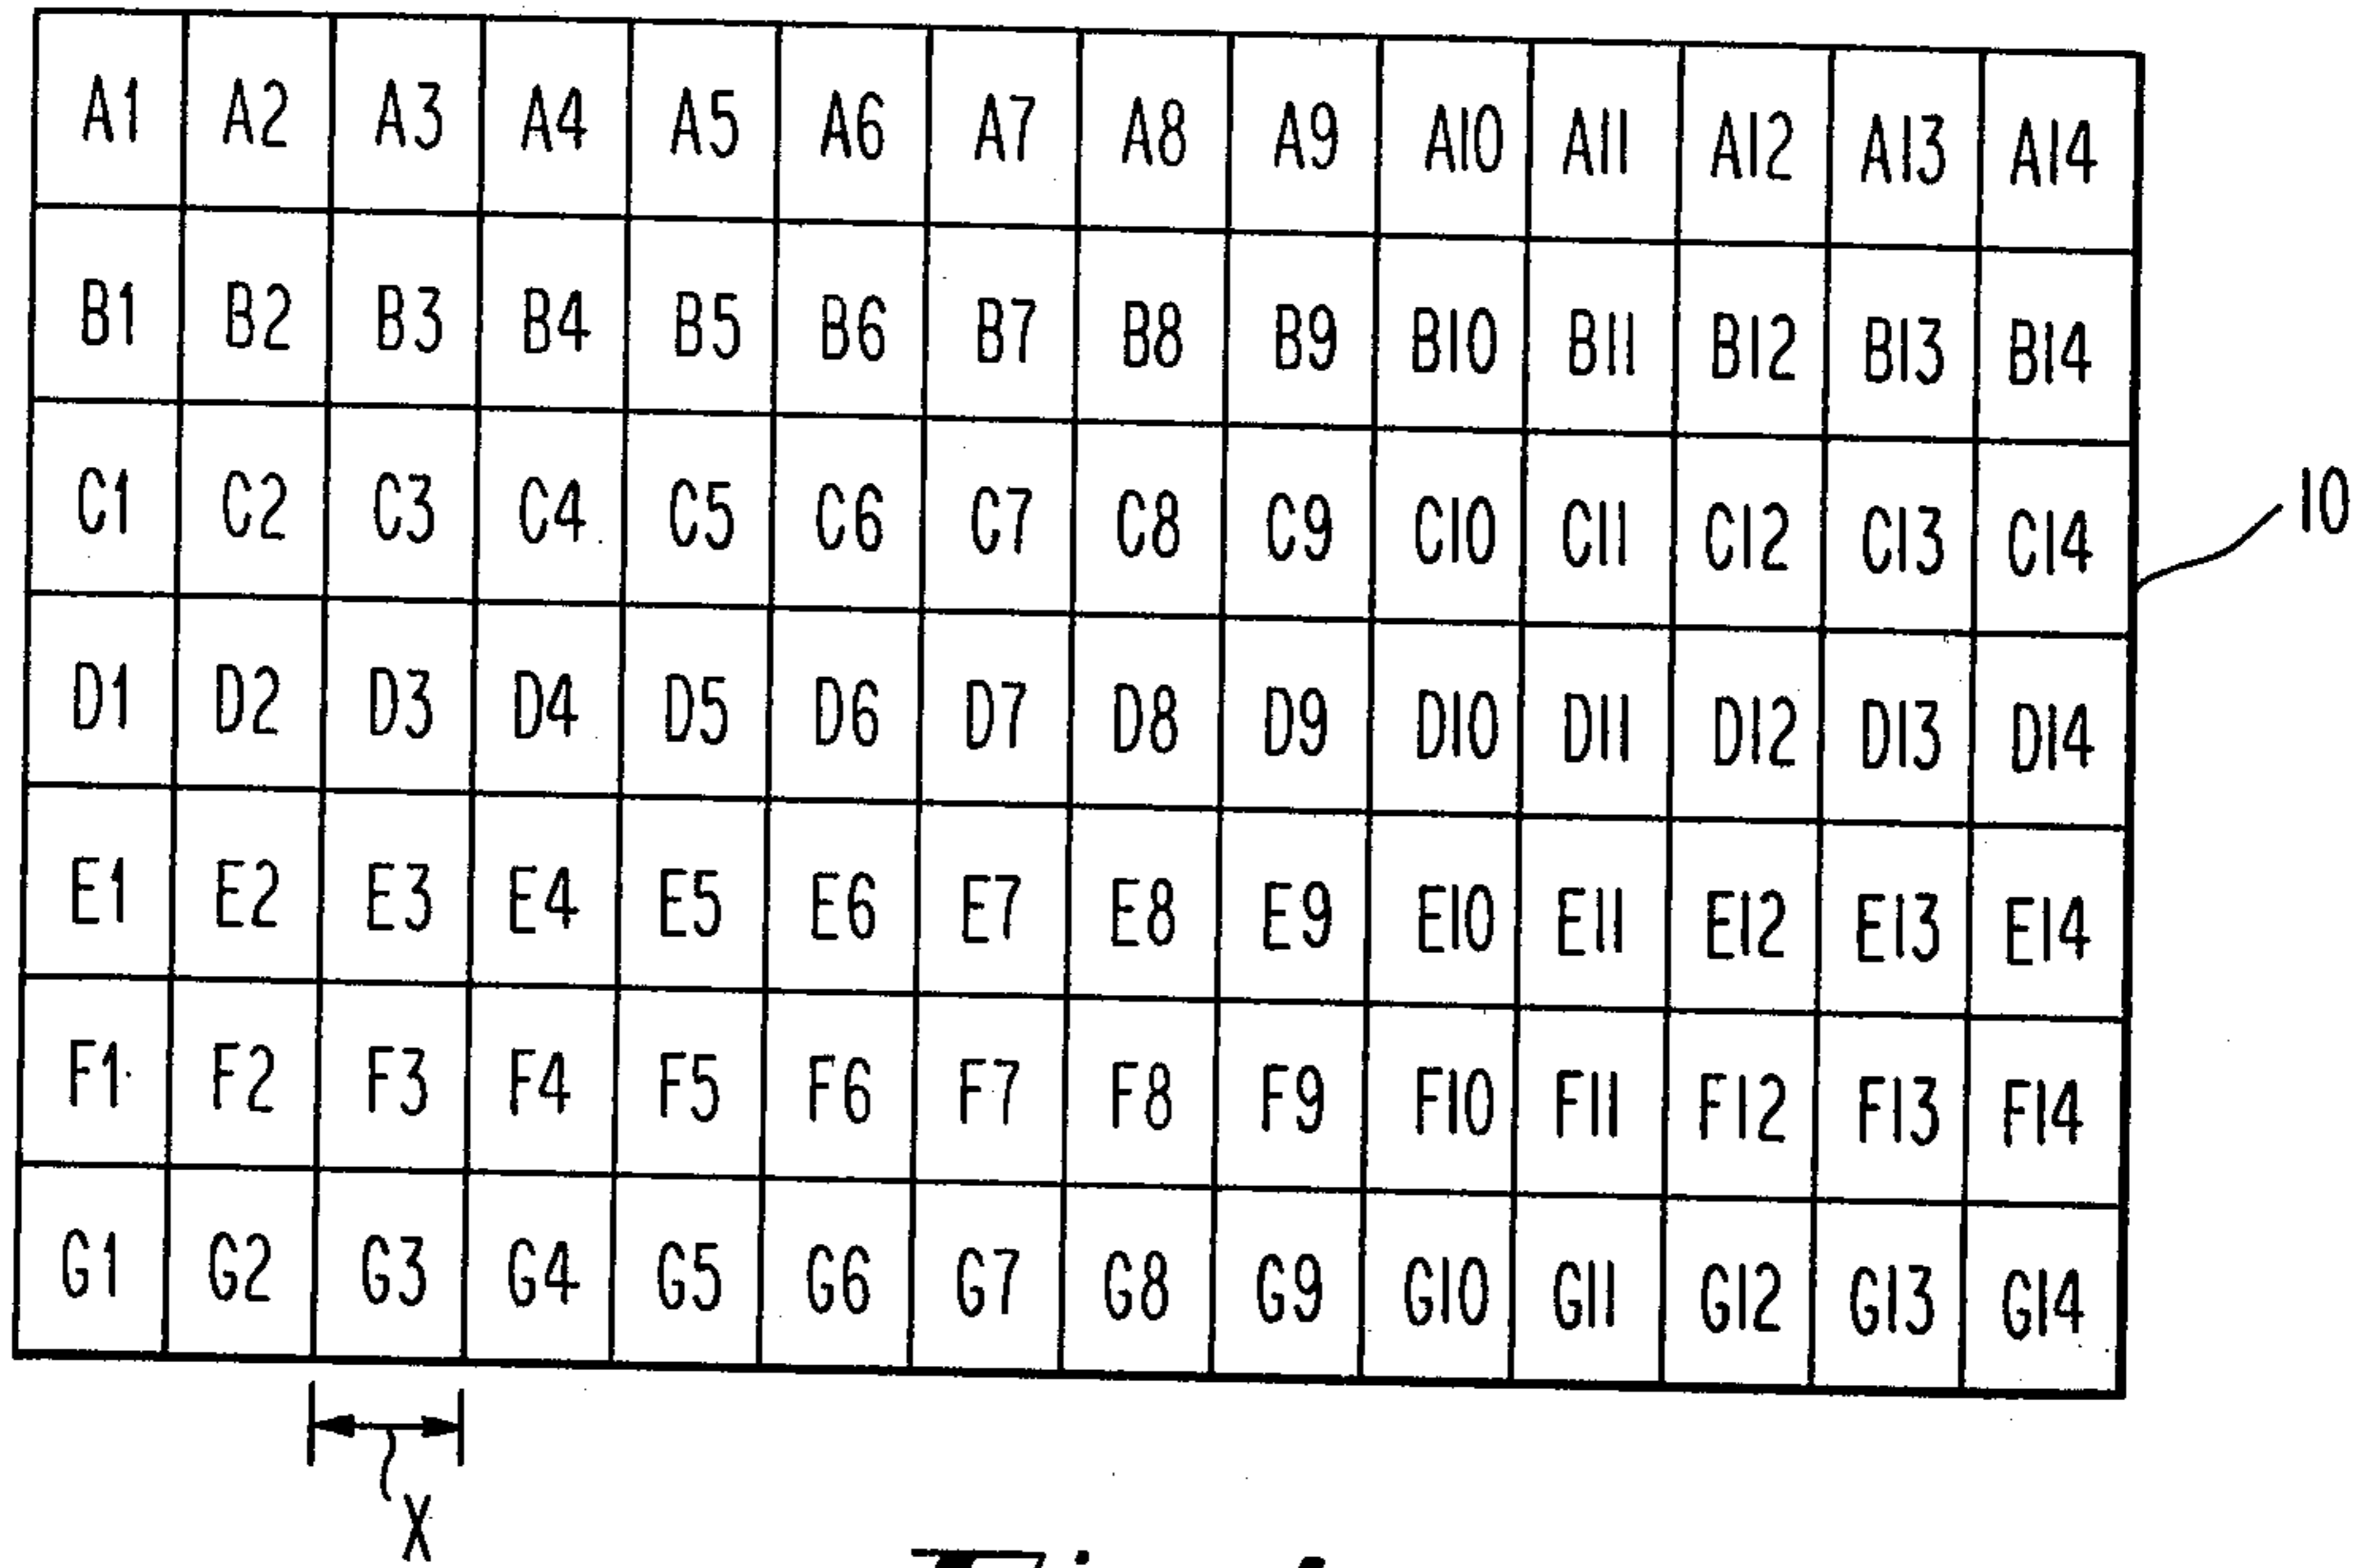 A1 A2 A3 A4 A5 A6 A7 A8 A9 A10 A11 A12 A13 A14
B1 B2 B3 B4 B5 B6 B7 B8 B9 B10 B11 B12 B13 B14
C1 C2 C3 C4 C5 C6 C7 C8 C9 C10 C11 C12 C13 C14
10
D1 D2 D3 D4 D5 D6 D7 D8 D9 D10 D11 D12 D13 D14
E1 E2 E3 E4 E5 E6 E7 E8 E9 E10 E11 E12 E13 E14
F1 F2 F3 F4 F5 F6 F7 F8 F9 F10 F11 F12 F13 F14
G1 G2 G3 G4 G5 G6 G7 G8 G9 G10 G11 G12 G13 G14
X